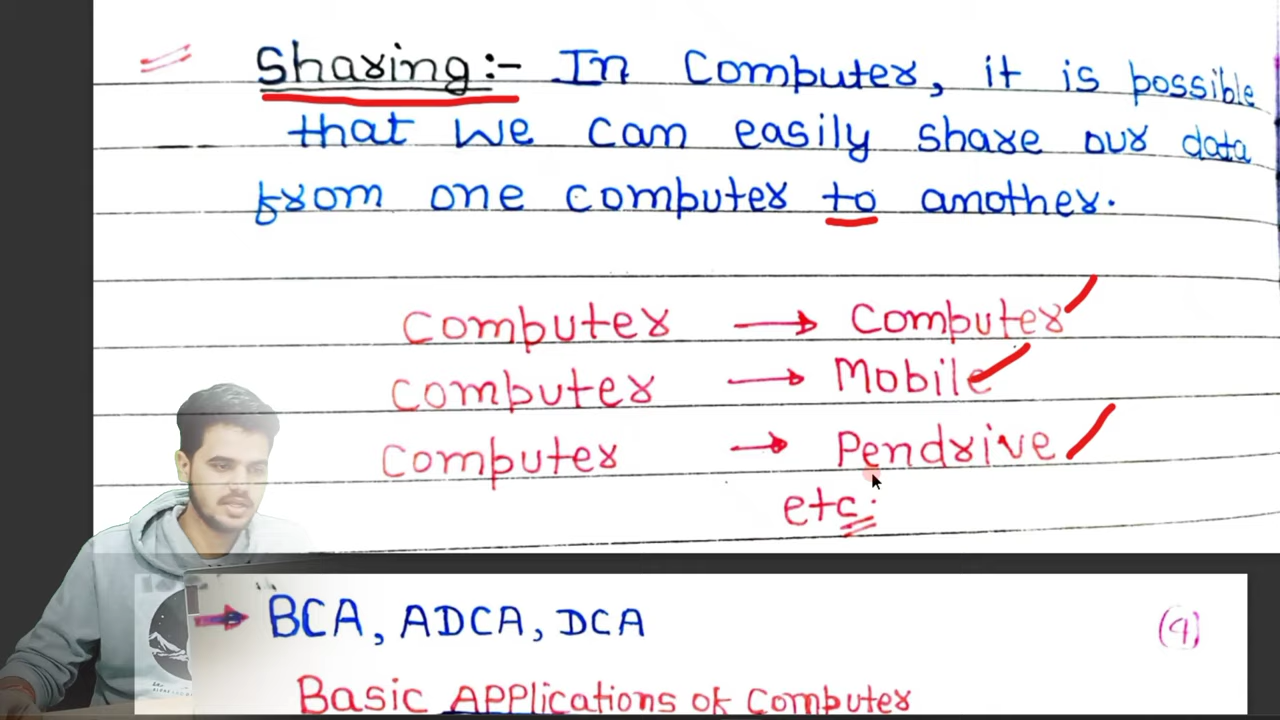 Sharing:- In Computer, it is possible
that we can easily share our data
from one computer to another.
Computer → Computer
Computer → Mobile
Computer → Pendrive
etc.
→ BCA, ADCA, DCA (9)
Basic Applications of Computer